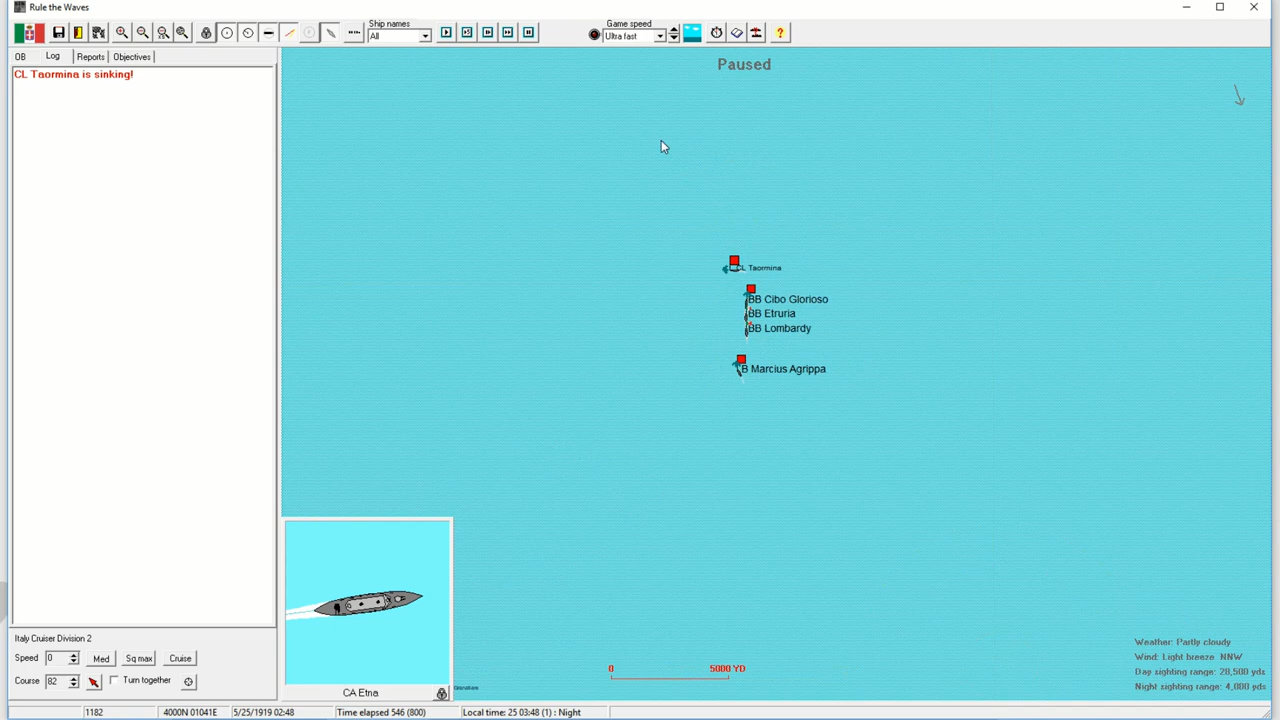 Rule the Waves
Ship names
All
Game speed
Ultra fast
OB
Log
Reports
Objectives
CL Taormina is sinking!
Paused
CL Taormina
BB Cibo Glorioso
BB Etruria
BB Lombardy
B Marcius Agrippa
Italy Cruiser Division 2
Speed 0 Med Sq max Cruise
Course 82 Turn together
CA Etna
0 5000 YD
Weather: Partly cloudy
Wind: Light breeze NNW
Day sighting range: 28,500 yds
Night sighting range: 4,000 yds
1182 4000N 01041E 5/25/1919 02:48 Time elapsed 546 (800) Local time: 25 03:48 (1) : Night